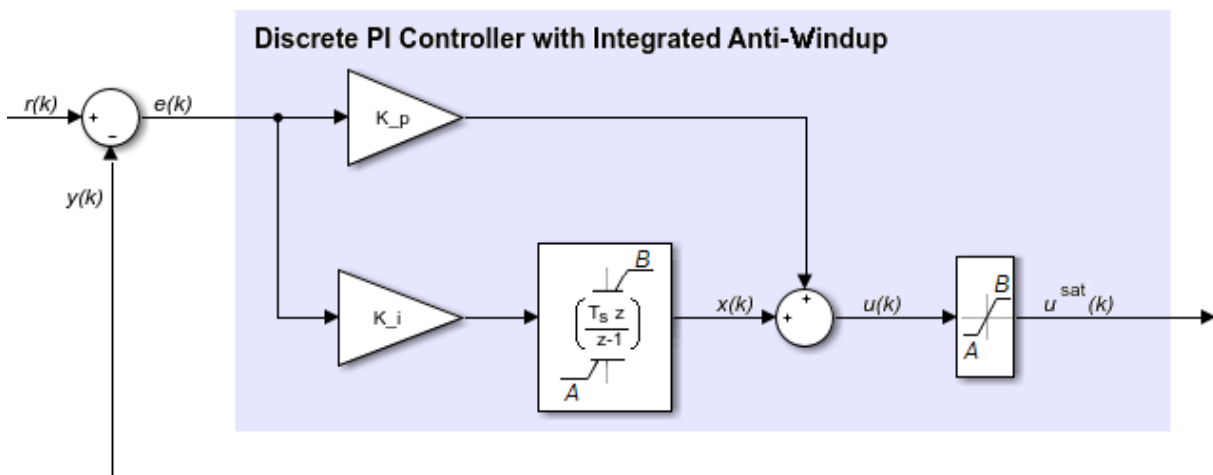 Discrete PI Controller with Integrated Anti-Windup
r(k)
+
-
e(k)
y(k)
K_p
K_i
B
T_s z
z-1
A
x(k)
+
+
u(k)
B
A
u^sat(k)